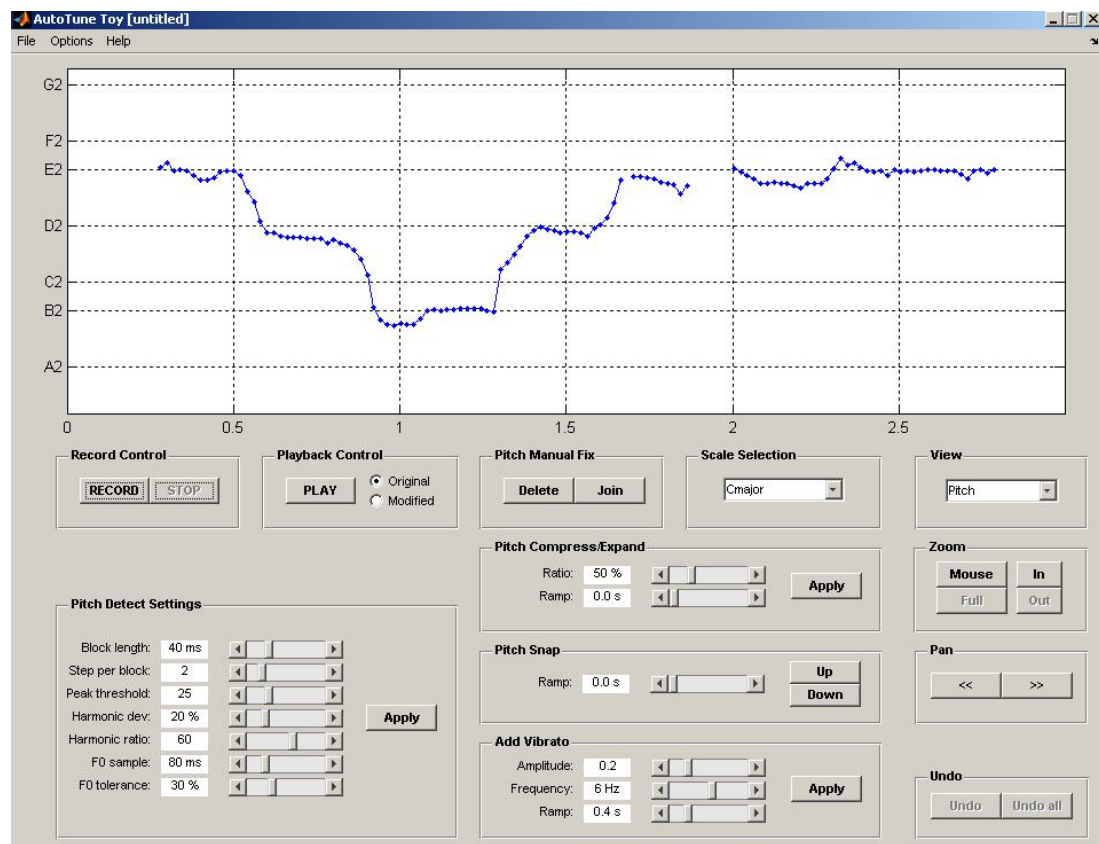 AutoTune Toy [untitled]
File Options Help
G2
F2
E2
D2
C2
B2
A2
0 0.5 1 1.5 2 2.5
Record Control
RECORD STOP
Playback Control
PLAY
Original
Modified
Pitch Manual Fix
Delete Join
Scale Selection
Cmajor
View
Pitch
Pitch Detect Settings
Block length: 40 ms
Step per block: 2
Peak threshold: 25
Harmonic dev: 20 %
Harmonic ratio: 60
F0 sample: 80 ms
F0 tolerance: 30 %
Apply
Pitch Compress/Expand
Ratio: 50 %
Ramp: 0.0 s
Apply
Pitch Snap
Ramp: 0.0 s
Up
Down
Add Vibrato
Amplitude: 0.2
Frequency: 6 Hz
Ramp: 0.4 s
Apply
Zoom
Mouse In
Full Out
Pan
<< >>
Undo
Undo Undo all